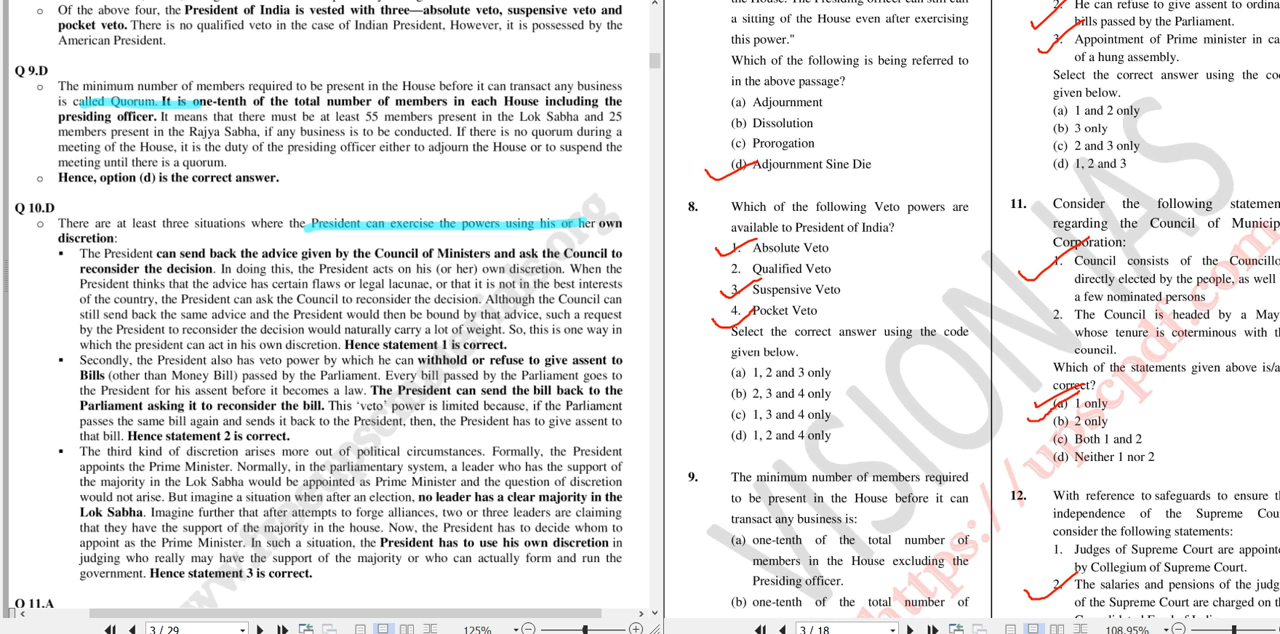 o Of the above four, the President of India is vested with three—absolute veto, suspensive veto and
pocket veto. There is no qualified veto in the case of Indian President, However, it is possessed by the
American President.
Q 9.D
o The minimum number of members required to be present in the House before it can transact any business
is called Quorum. It is one-tenth of the total number of members in each House including the
presiding officer. It means that there must be at least 55 members present in the Lok Sabha and 25
members present in the Rajya Sabha, if any business is to be conducted. If there is no quorum during a
meeting of the House, it is the duty of the presiding officer either to adjourn the House or to suspend the
meeting until there is a quorum.
o Hence, option (d) is the correct answer.
Q 10.D
o There are at least three situations where the President can exercise the powers using his or her own
discretion:
▪ The President can send back the advice given by the Council of Ministers and ask the Council to
reconsider the decision. In doing this, the President acts on his (or her) own discretion. When the
President thinks that the advice has certain flaws or legal lacunae, or that it is not in the best interests
of the country, the President can ask the Council to reconsider the decision. Although the Council can
still send back the same advice and the President would then be bound by that advice, such a request
by the President to reconsider the decision would naturally carry a lot of weight. So, this is one way in
which the president can act in his own discretion. Hence statement 1 is correct.
▪ Secondly, the President also has veto power by which he can withhold or refuse to give assent to
Bills (other than Money Bill) passed by the Parliament. Every bill passed by the Parliament goes to
the President for his assent before it becomes a law. The President can send the bill back to the
Parliament asking it to reconsider the bill. This ‘veto’ power is limited because, if the Parliament
passes the same bill again and sends it back to the President, then, the President has to give assent to
that bill. Hence statement 2 is correct.
▪ The third kind of discretion arises more out of political circumstances. Formally, the President
appoints the Prime Minister. Normally, in the parliamentary system, a leader who has the support of
the majority in the Lok Sabha would be appointed as Prime Minister and the question of discretion
would not arise. But imagine a situation when after an election, no leader has a clear majority in the
Lok Sabha. Imagine further that after attempts to forge alliances, two or three leaders are claiming
that they have the support of the majority in the house. Now, the President has to decide whom to
appoint as the Prime Minister. In such a situation, the President has to use his own discretion in
judging who really may have the support of the majority or who can actually form and run the
government. Hence statement 3 is correct.
Q 11.A
3 / 29
125%
a sitting of the House even after exercising
this power."
Which of the following is being referred to
in the above passage?
(a) Adjournment
(b) Dissolution
(c) Prorogation
(d) Adjournment Sine Die
8. Which of the following Veto powers are
available to President of India?
1. Absolute Veto
2. Qualified Veto
3. Suspensive Veto
4. Pocket Veto
Select the correct answer using the code
given below.
(a) 1, 2 and 3 only
(b) 2, 3 and 4 only
(c) 1, 3 and 4 only
(d) 1, 2 and 4 only
9. The minimum number of members required
to be present in the House before it can
transact any business is:
(a) one-tenth of the total number of
members in the House excluding the
Presiding officer.
(b) one-tenth of the total number of
3 / 18
2. He can refuse to give assent to ordina
bills passed by the Parliament.
3. Appointment of Prime minister in ca
of a hung assembly.
Select the correct answer using the co
given below.
(a) 1 and 2 only
(b) 3 only
(c) 2 and 3 only
(d) 1, 2 and 3
11. Consider the following statemen
regarding the Council of Municip
Corporation:
1. Council consists of the Councillo
directly elected by the people, as well
a few nominated persons
2. The Council is headed by a May
whose tenure is coterminous with th
council.
Which of the statements given above is/a
correct?
(a) 1 only
(b) 2 only
(c) Both 1 and 2
(d) Neither 1 nor 2
12. With reference to safeguards to ensure th
independence of the Supreme Cou
consider the following statements:
1. Judges of Supreme Court are appointe
by Collegium of Supreme Court.
2. The salaries and pensions of the judg
of the Supreme Court are charged on th
108.95%
VISION IAS
https://upscpdf.com